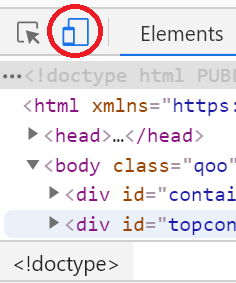 Elements
⋯<!doctype html PUBL
<html xmlns="https:
▶<head>…</head>
▼<body class="qoo"
▶<div id="contai
▶<div id="topcon
<!doctype>